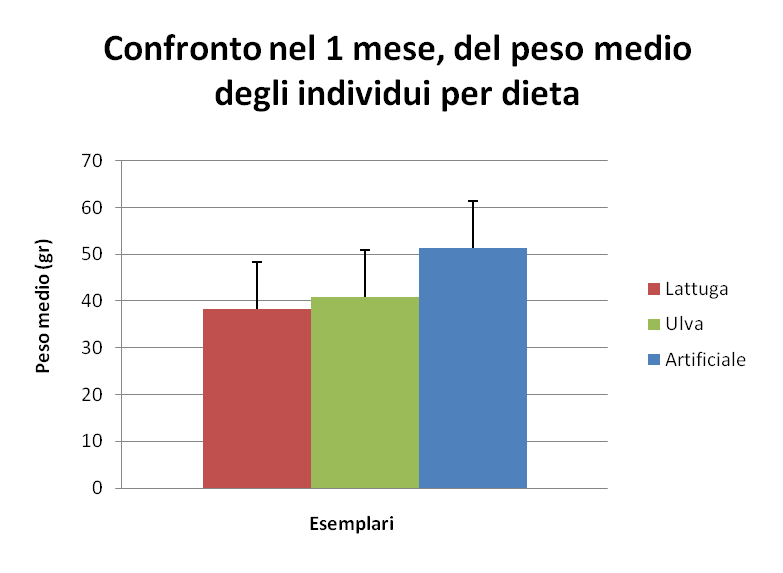 Confronto nel 1 mese, del peso medio
degli individui per dieta
70
60
50
40
30
20
10
0
Peso medio (gr)
Esemplari
Lattuga
Ulva
Artificiale